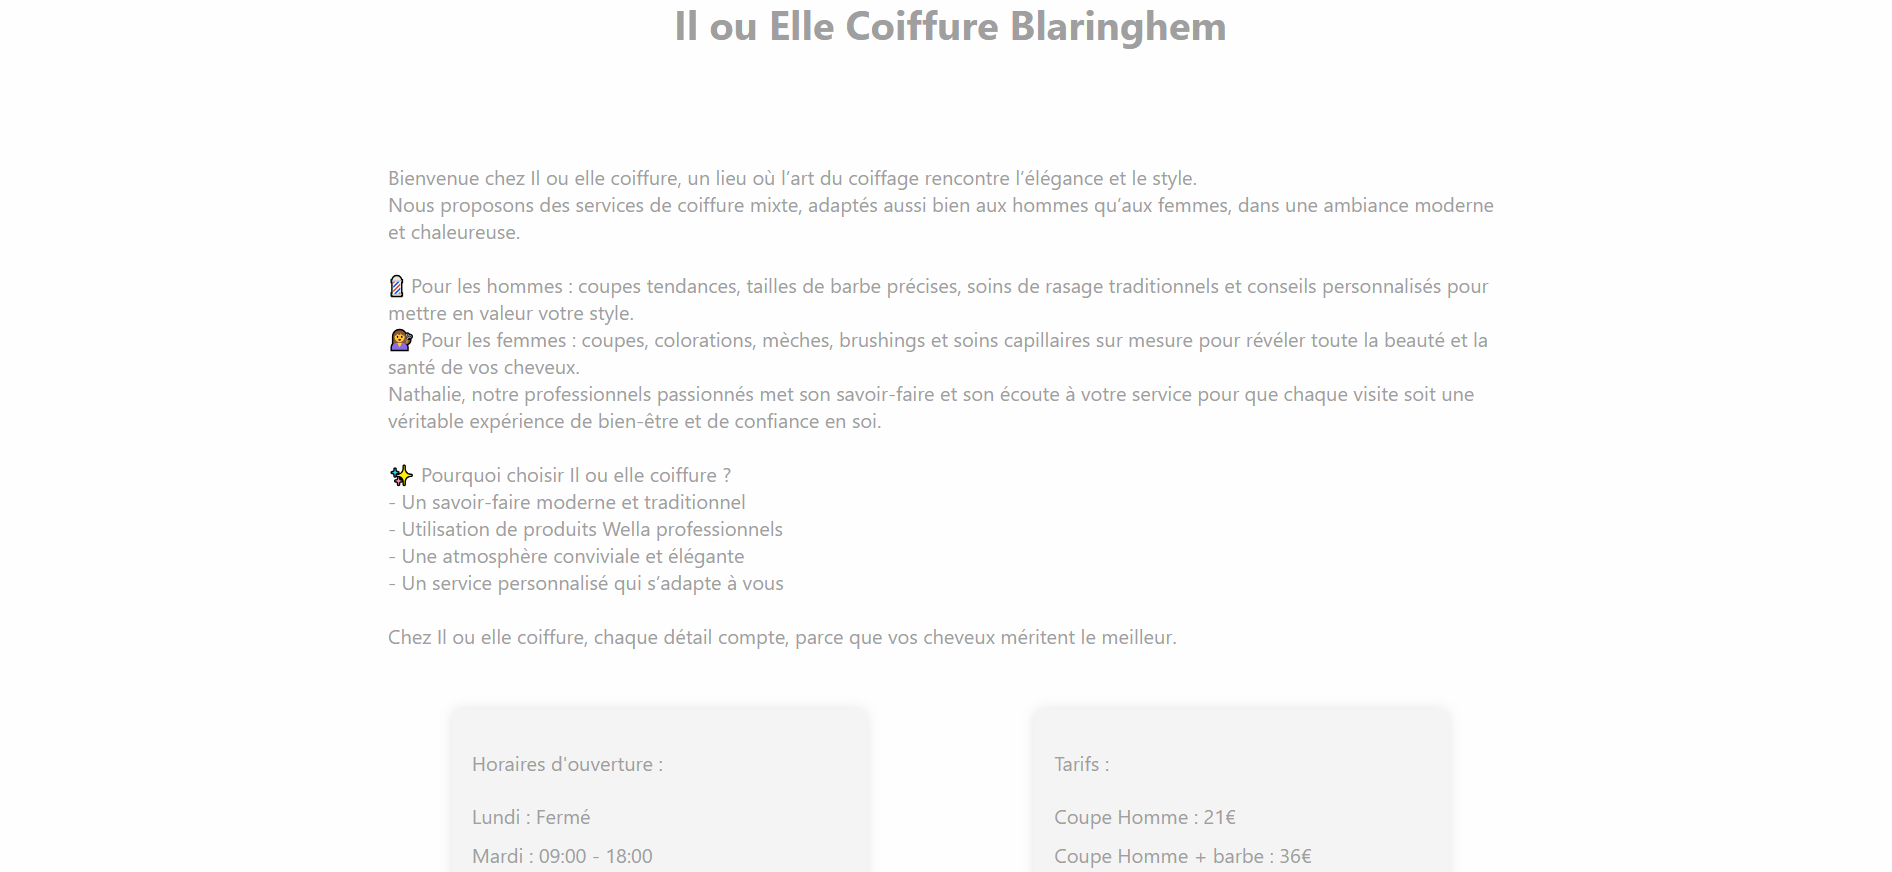 Il ou Elle Coiffure Blaringhem
Bienvenue chez Il ou elle coiffure, un lieu où l’art du coiffage rencontre l’élégance et le style.
Nous proposons des services de coiffure mixte, adaptés aussi bien aux hommes qu’aux femmes, dans une ambiance moderne
et chaleureuse.
💈 Pour les hommes : coupes tendances, tailles de barbe précises, soins de rasage traditionnels et conseils personnalisés pour
mettre en valeur votre style.
💇‍♀️ Pour les femmes : coupes, colorations, mèches, brushings et soins capillaires sur mesure pour révéler toute la beauté et la
santé de vos cheveux.
Nathalie, notre professionnels passionnés met son savoir-faire et son écoute à votre service pour que chaque visite soit une
véritable expérience de bien-être et de confiance en soi.
✨ Pourquoi choisir Il ou elle coiffure ?
- Un savoir-faire moderne et traditionnel
- Utilisation de produits Wella professionnels
- Une atmosphère conviviale et élégante
- Un service personnalisé qui s’adapte à vous
Chez Il ou elle coiffure, chaque détail compte, parce que vos cheveux méritent le meilleur.
Horaires d'ouverture :
Lundi : Fermé
Mardi : 09:00 - 18:00
Tarifs :
Coupe Homme : 21€
Coupe Homme + barbe : 36€